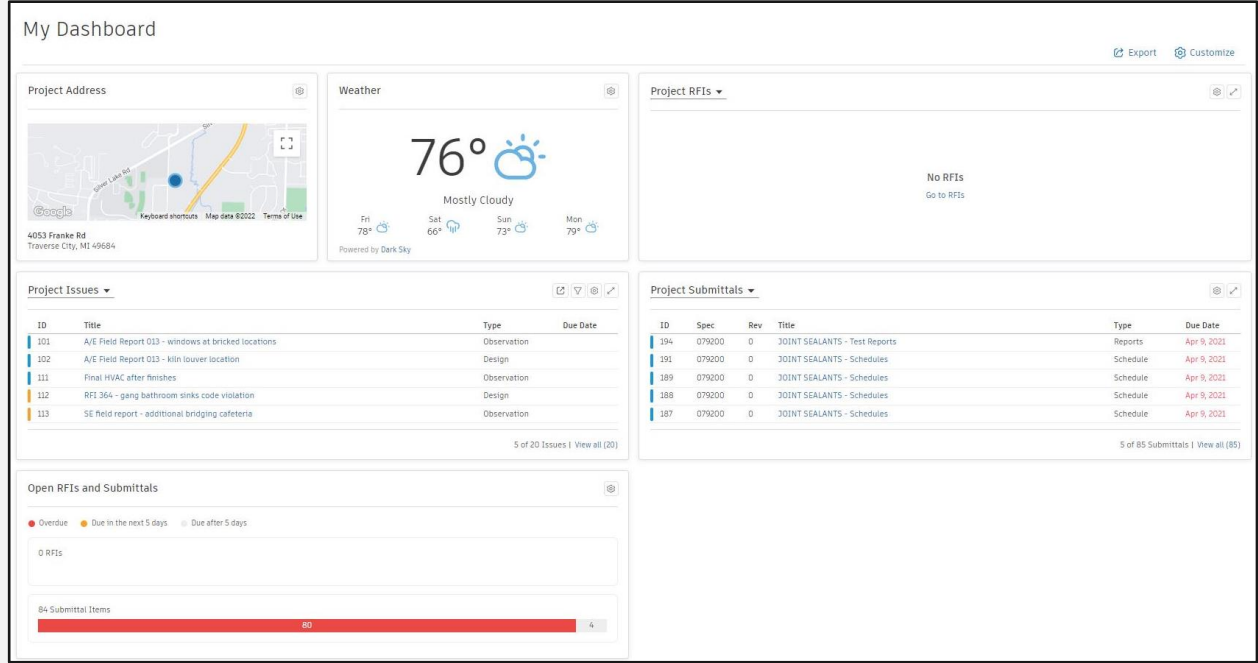 My Dashboard
Export Customize
Project Address
Silver Lake Rd
Google
Keyboard shortcuts Map data ©2022 Terms of Use
4053 Franke Rd
Traverse City, MI 49684
Weather
76°
Mostly Cloudy
Fri Sat Sun Mon
78° 66° 73° 79°
Powered by Dark Sky
Project RFIs
No RFIs
Go to RFIs
Project Issues
ID Title Type Due Date
101 A/E Field Report 013 - windows at bricked locations Observation
102 A/E Field Report 013 - kiln louver location Design
111 Final HVAC after finishes Observation
112 RFI 364 - gang bathroom sinks code violation Design
113 SE field report - additional bridging cafeteria Observation
5 of 20 Issues | View all (20)
Project Submittals
ID Spec Rev Title Type Due Date
194 079200 0 JOINT SEALANTS - Test Reports Reports Apr 9, 2021
191 079200 0 JOINT SEALANTS - Schedules Schedule Apr 9, 2021
189 079200 0 JOINT SEALANTS - Schedules Schedule Apr 9, 2021
188 079200 0 JOINT SEALANTS - Schedules Schedule Apr 9, 2021
187 079200 0 JOINT SEALANTS - Schedules Schedule Apr 9, 2021
5 of 85 Submittals | View all (85)
Open RFIs and Submittals
Overdue Due in the next 5 days Due after 5 days
0 RFIs
84 Submittal Items
80 4